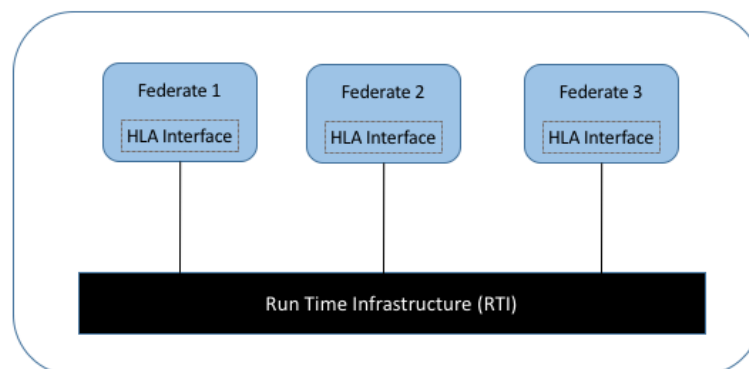 Federate 1
HLA Interface
Federate 2
HLA Interface
Federate 3
HLA Interface
Run Time Infrastructure (RTI)